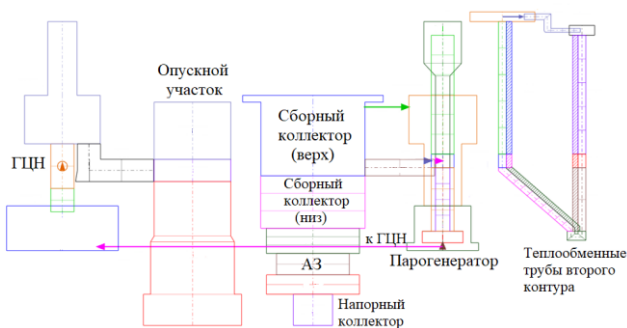 Опускной
участок
ГЦН
Сборный
коллектор
(верх)
Сборный
коллектор
(низ)
к ГЦН
АЗ
Напорный
коллектор
Парогенератор
Теплообменные
трубы второго
контура